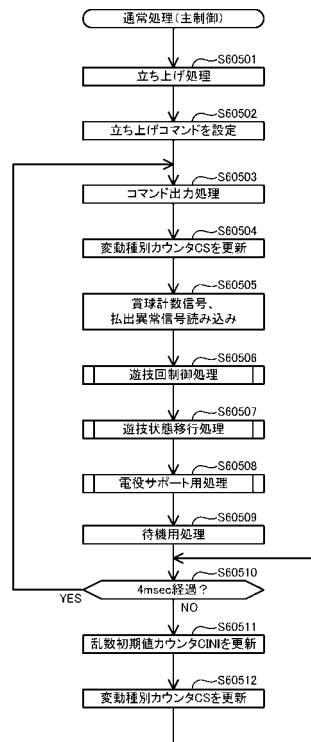 通常処理(主制御)
S60501
立ち上げ処理
S60502
立ち上げコマンドを設定
S60503
コマンド出力処理
S60504
変動種別カウンタCSを更新
S60505
賞球計数信号、
払出異常信号読み込み
S60506
遊技回制御処理
S60507
遊技状態移行処理
S60508
電役サポート用処理
S60509
待機用処理
S60510
4msec経過?
YES
NO
S60511
乱数初期値カウンタCINIを更新
S60512
変動種別カウンタCSを更新